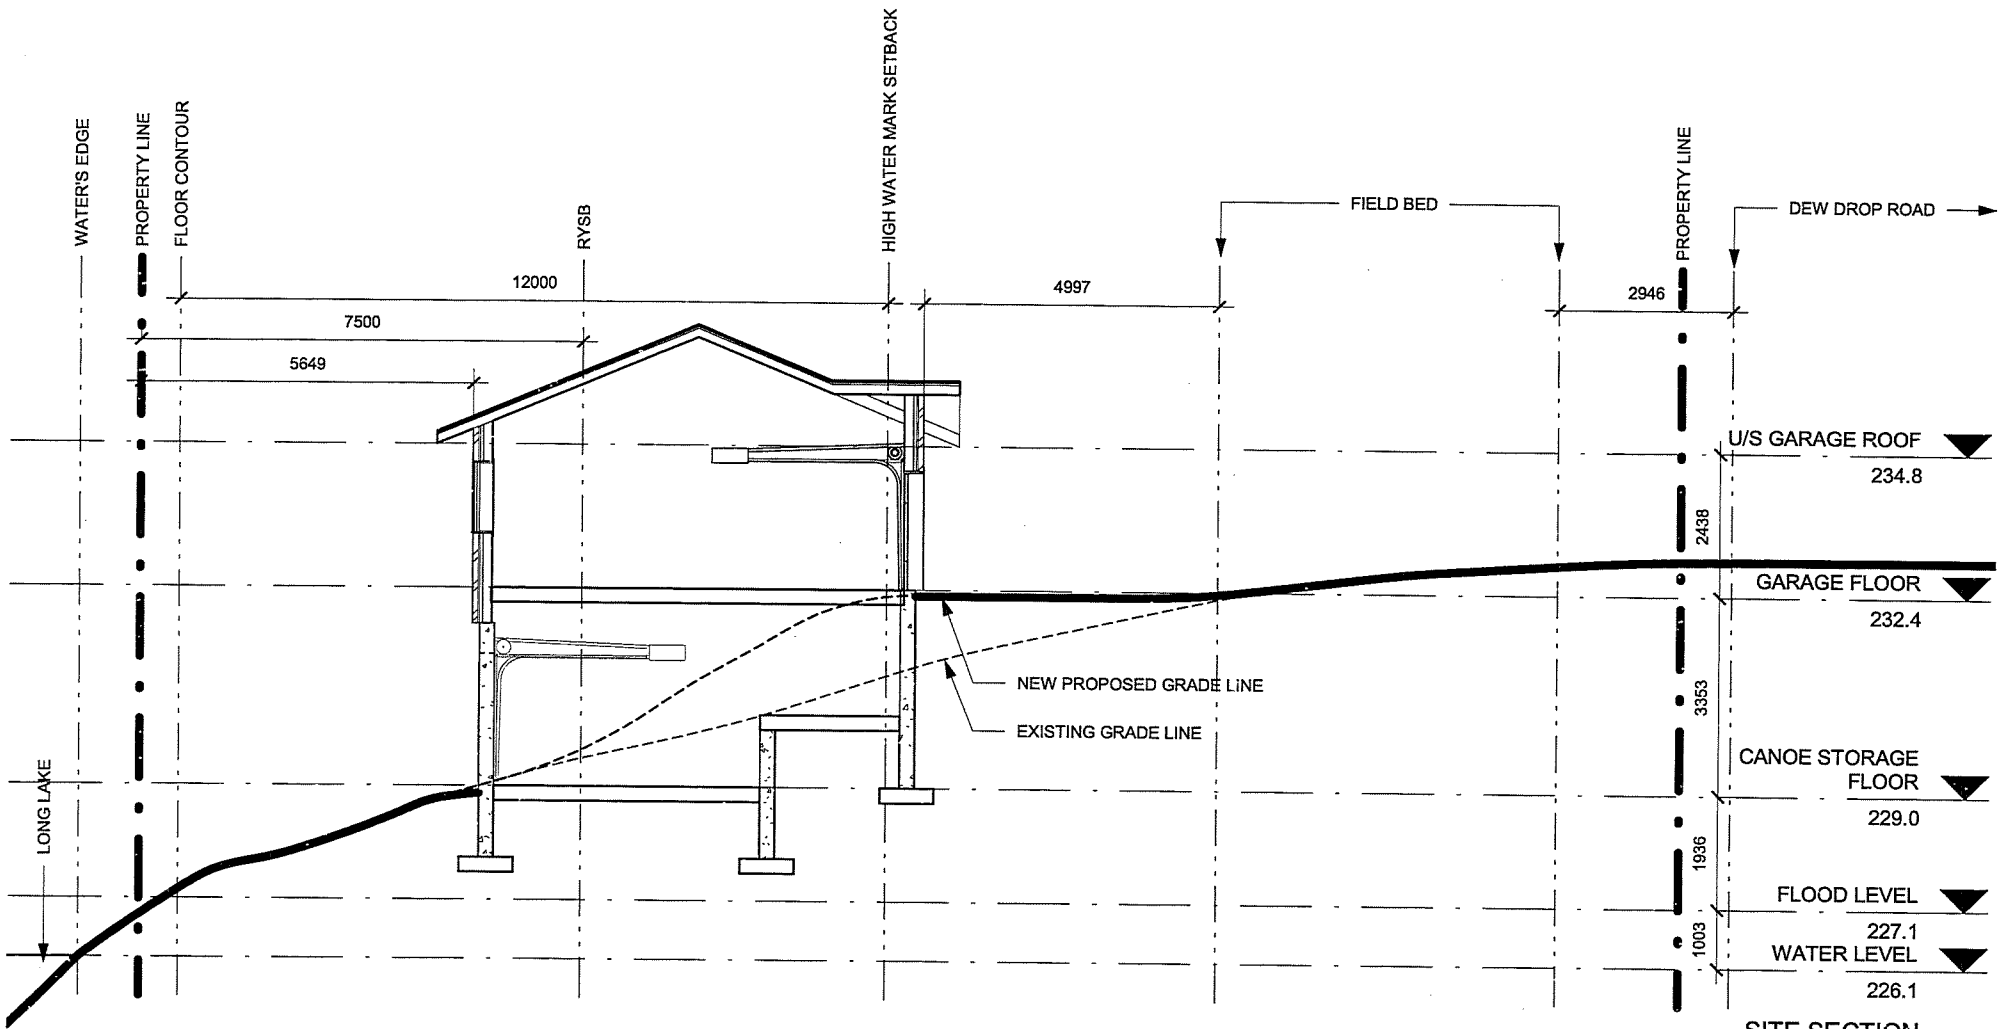 WATER'S EDGE
PROPERTY LINE
FLOOR CONTOUR
RYSB
HIGH WATER MARK SETBACK
PROPERTY LINE
FIELD BED
DEW DROP ROAD
12000
4997
2946
7500
5649
U/S GARAGE ROOF
234.8
2438
GARAGE FLOOR
232.4
NEW PROPOSED GRADE LINE
3353
EXISTING GRADE LINE
CANOE STORAGE
FLOOR
229.0
LONG LAKE
1936
FLOOD LEVEL
227.1
1003
WATER LEVEL
226.1
SITE SECTION